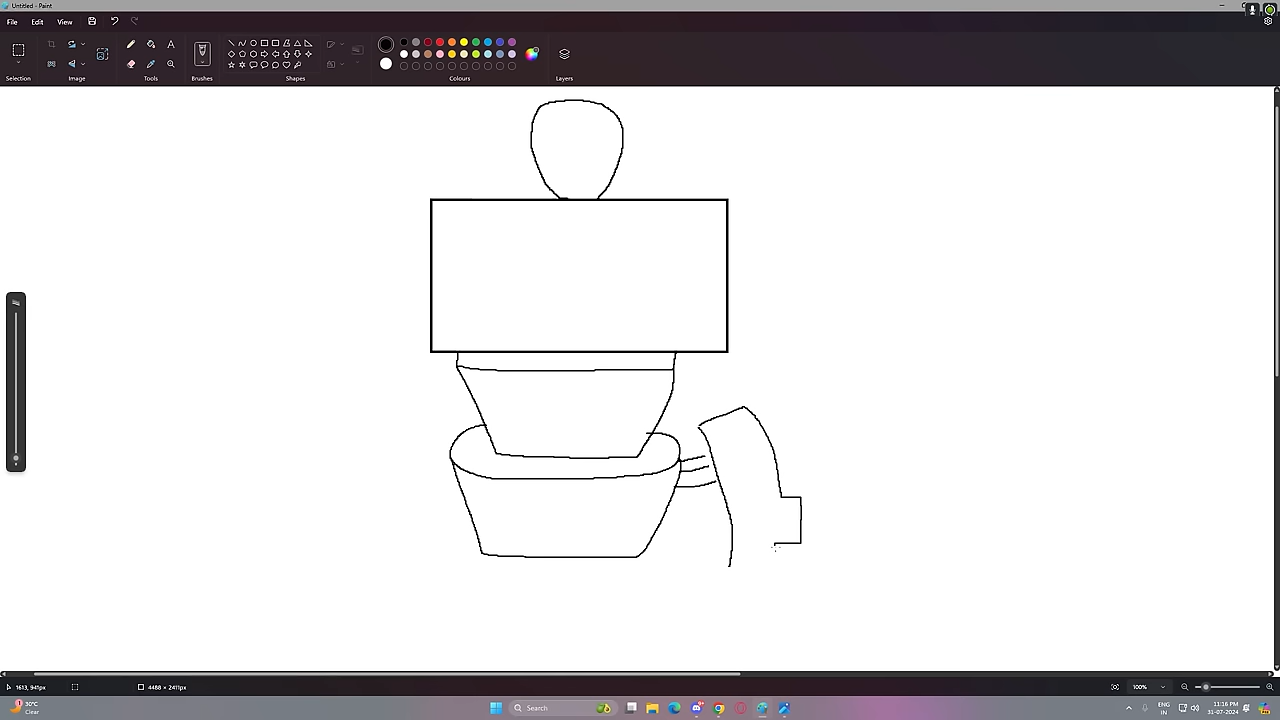 Untitled - Paint
File Edit View
Selection Image Tools Brushes Shapes Colours Layers
1613, 941px 4488 × 2411px 100%
30°C
Clear
Search
ENG
IN
11:16 PM
31-07-2024